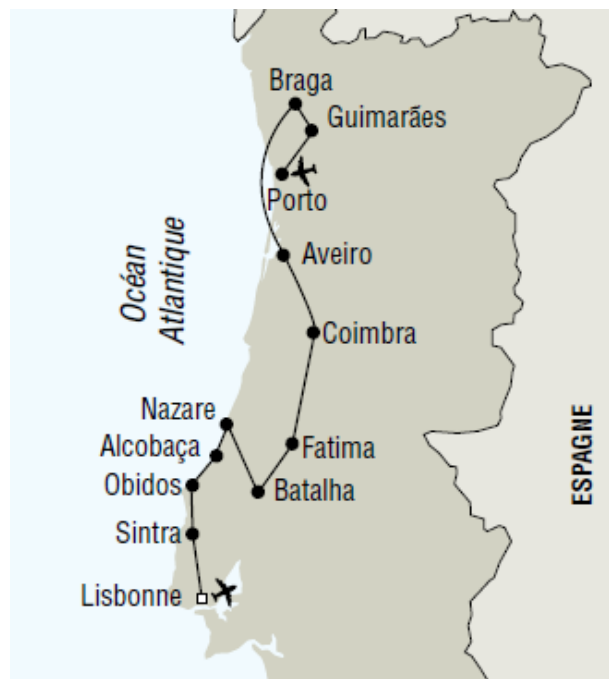 Braga
Guimarães
Porto
Aveiro
Océan
Atlantique
Coimbra
Nazare
Alcobaça
Fatima
Obidos
Batalha
ESPAGNE
Sintra
Lisbonne